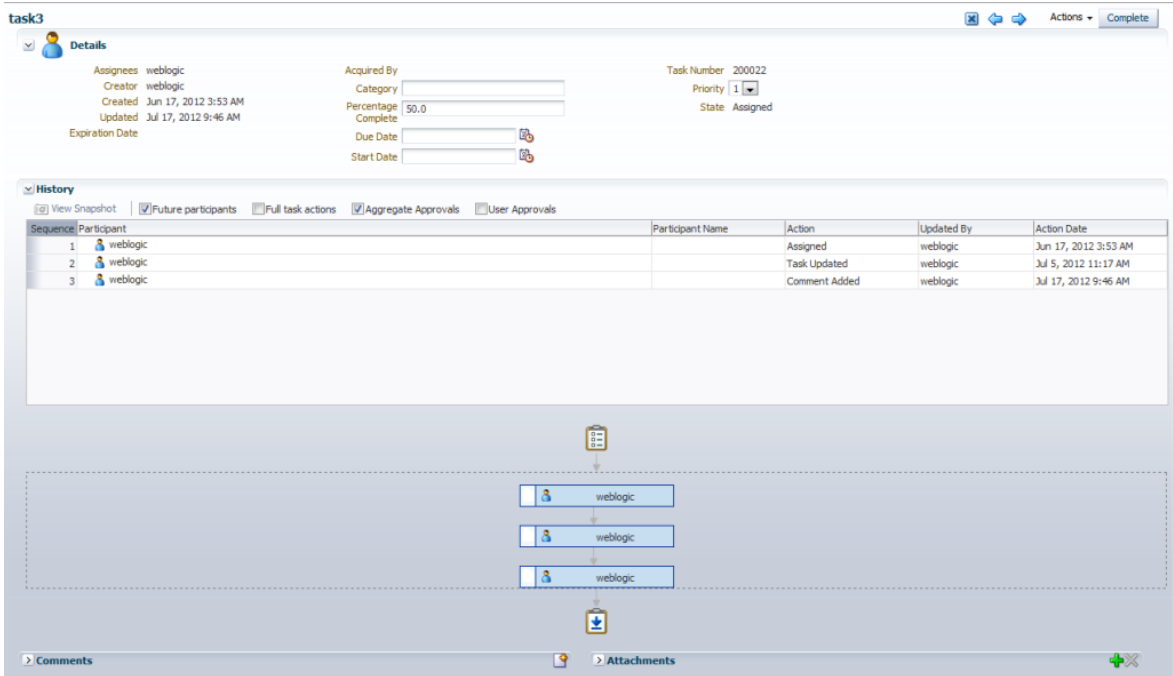 task3 Actions Complete
Details
Assignees weblogic Acquired By Task Number 200022
Creator weblogic Category Priority 1
Created Jun 17, 2012 3:53 AM Percentage Complete 50.0 State Assigned
Updated Jul 17, 2012 9:46 AM
Expiration Date Due Date
Start Date
History
View Snapshot Future participants Full task actions Aggregate Approvals User Approvals
Sequence Participant Participant Name Action Updated By Action Date
1 weblogic Assigned weblogic Jun 17, 2012 3:53 AM
2 weblogic Task Updated weblogic Jul 5, 2012 11:17 AM
3 weblogic Comment Added weblogic Jul 17, 2012 9:46 AM
weblogic
weblogic
weblogic
Comments Attachments